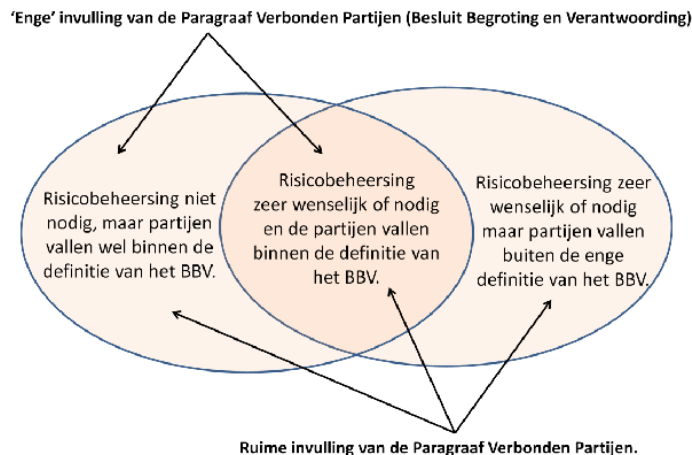 ‘Enge’ invulling van de Paragraaf Verbonden Partijen (Besluit Begroting en Verantwoording)
Risicobeheersing niet
nodig, maar partijen
vallen wel binnen de
definitie van het BBV.
Risicobeheersing
zeer wenselijk of nodig
en de partijen vallen
binnen de definitie van
het BBV.
Risicobeheersing zeer
wenselijk of nodig
maar partijen vallen
buiten de enge
definitie van het BBV.
Ruime invulling van de Paragraaf Verbonden Partijen.